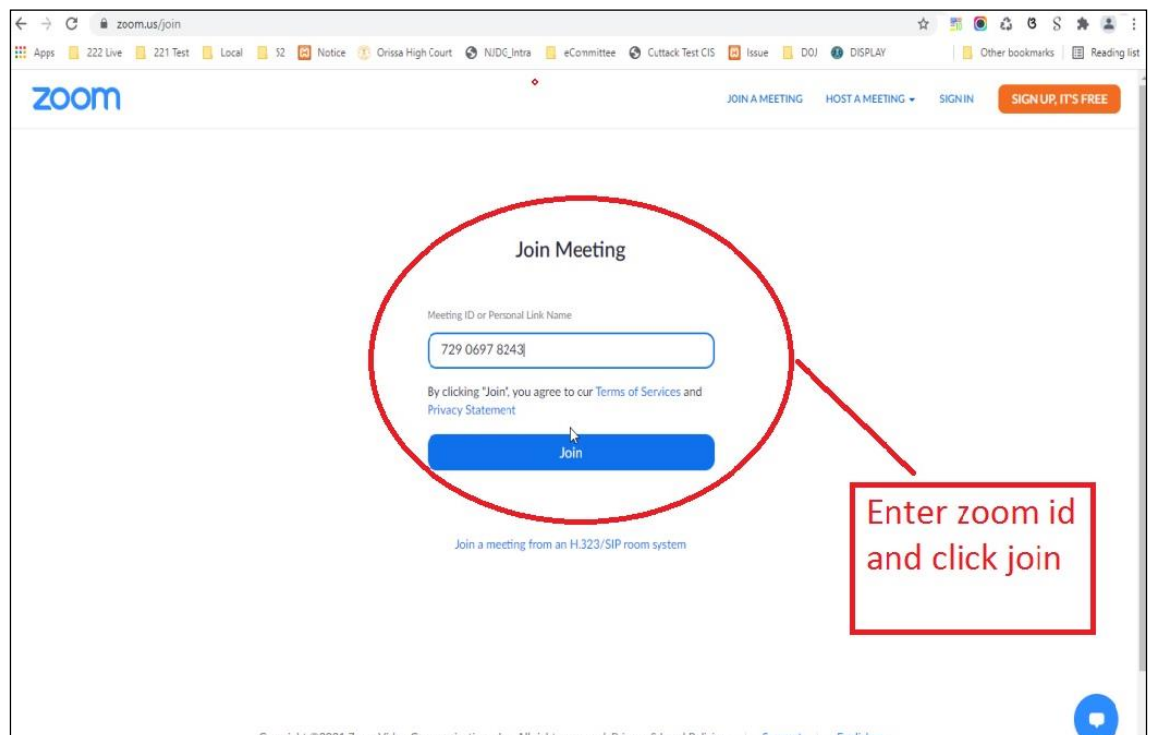 zoom.us/join
Apps 222 Live 221 Test Local 52 Notice Orissa High Court NJDG_Intra eCommittee Cuttack Test CIS Issue DOJ DISPLAY Other bookmarks Reading list
zoom JOIN A MEETING HOST A MEETING SIGN IN SIGN UP, IT'S FREE
Join Meeting
Meeting ID or Personal Link Name
729 0697 8243
By clicking "Join", you agree to our Terms of Services and
Privacy Statement
Join
Enter zoom id
and click join
Join a meeting from an H.323/SIP room system